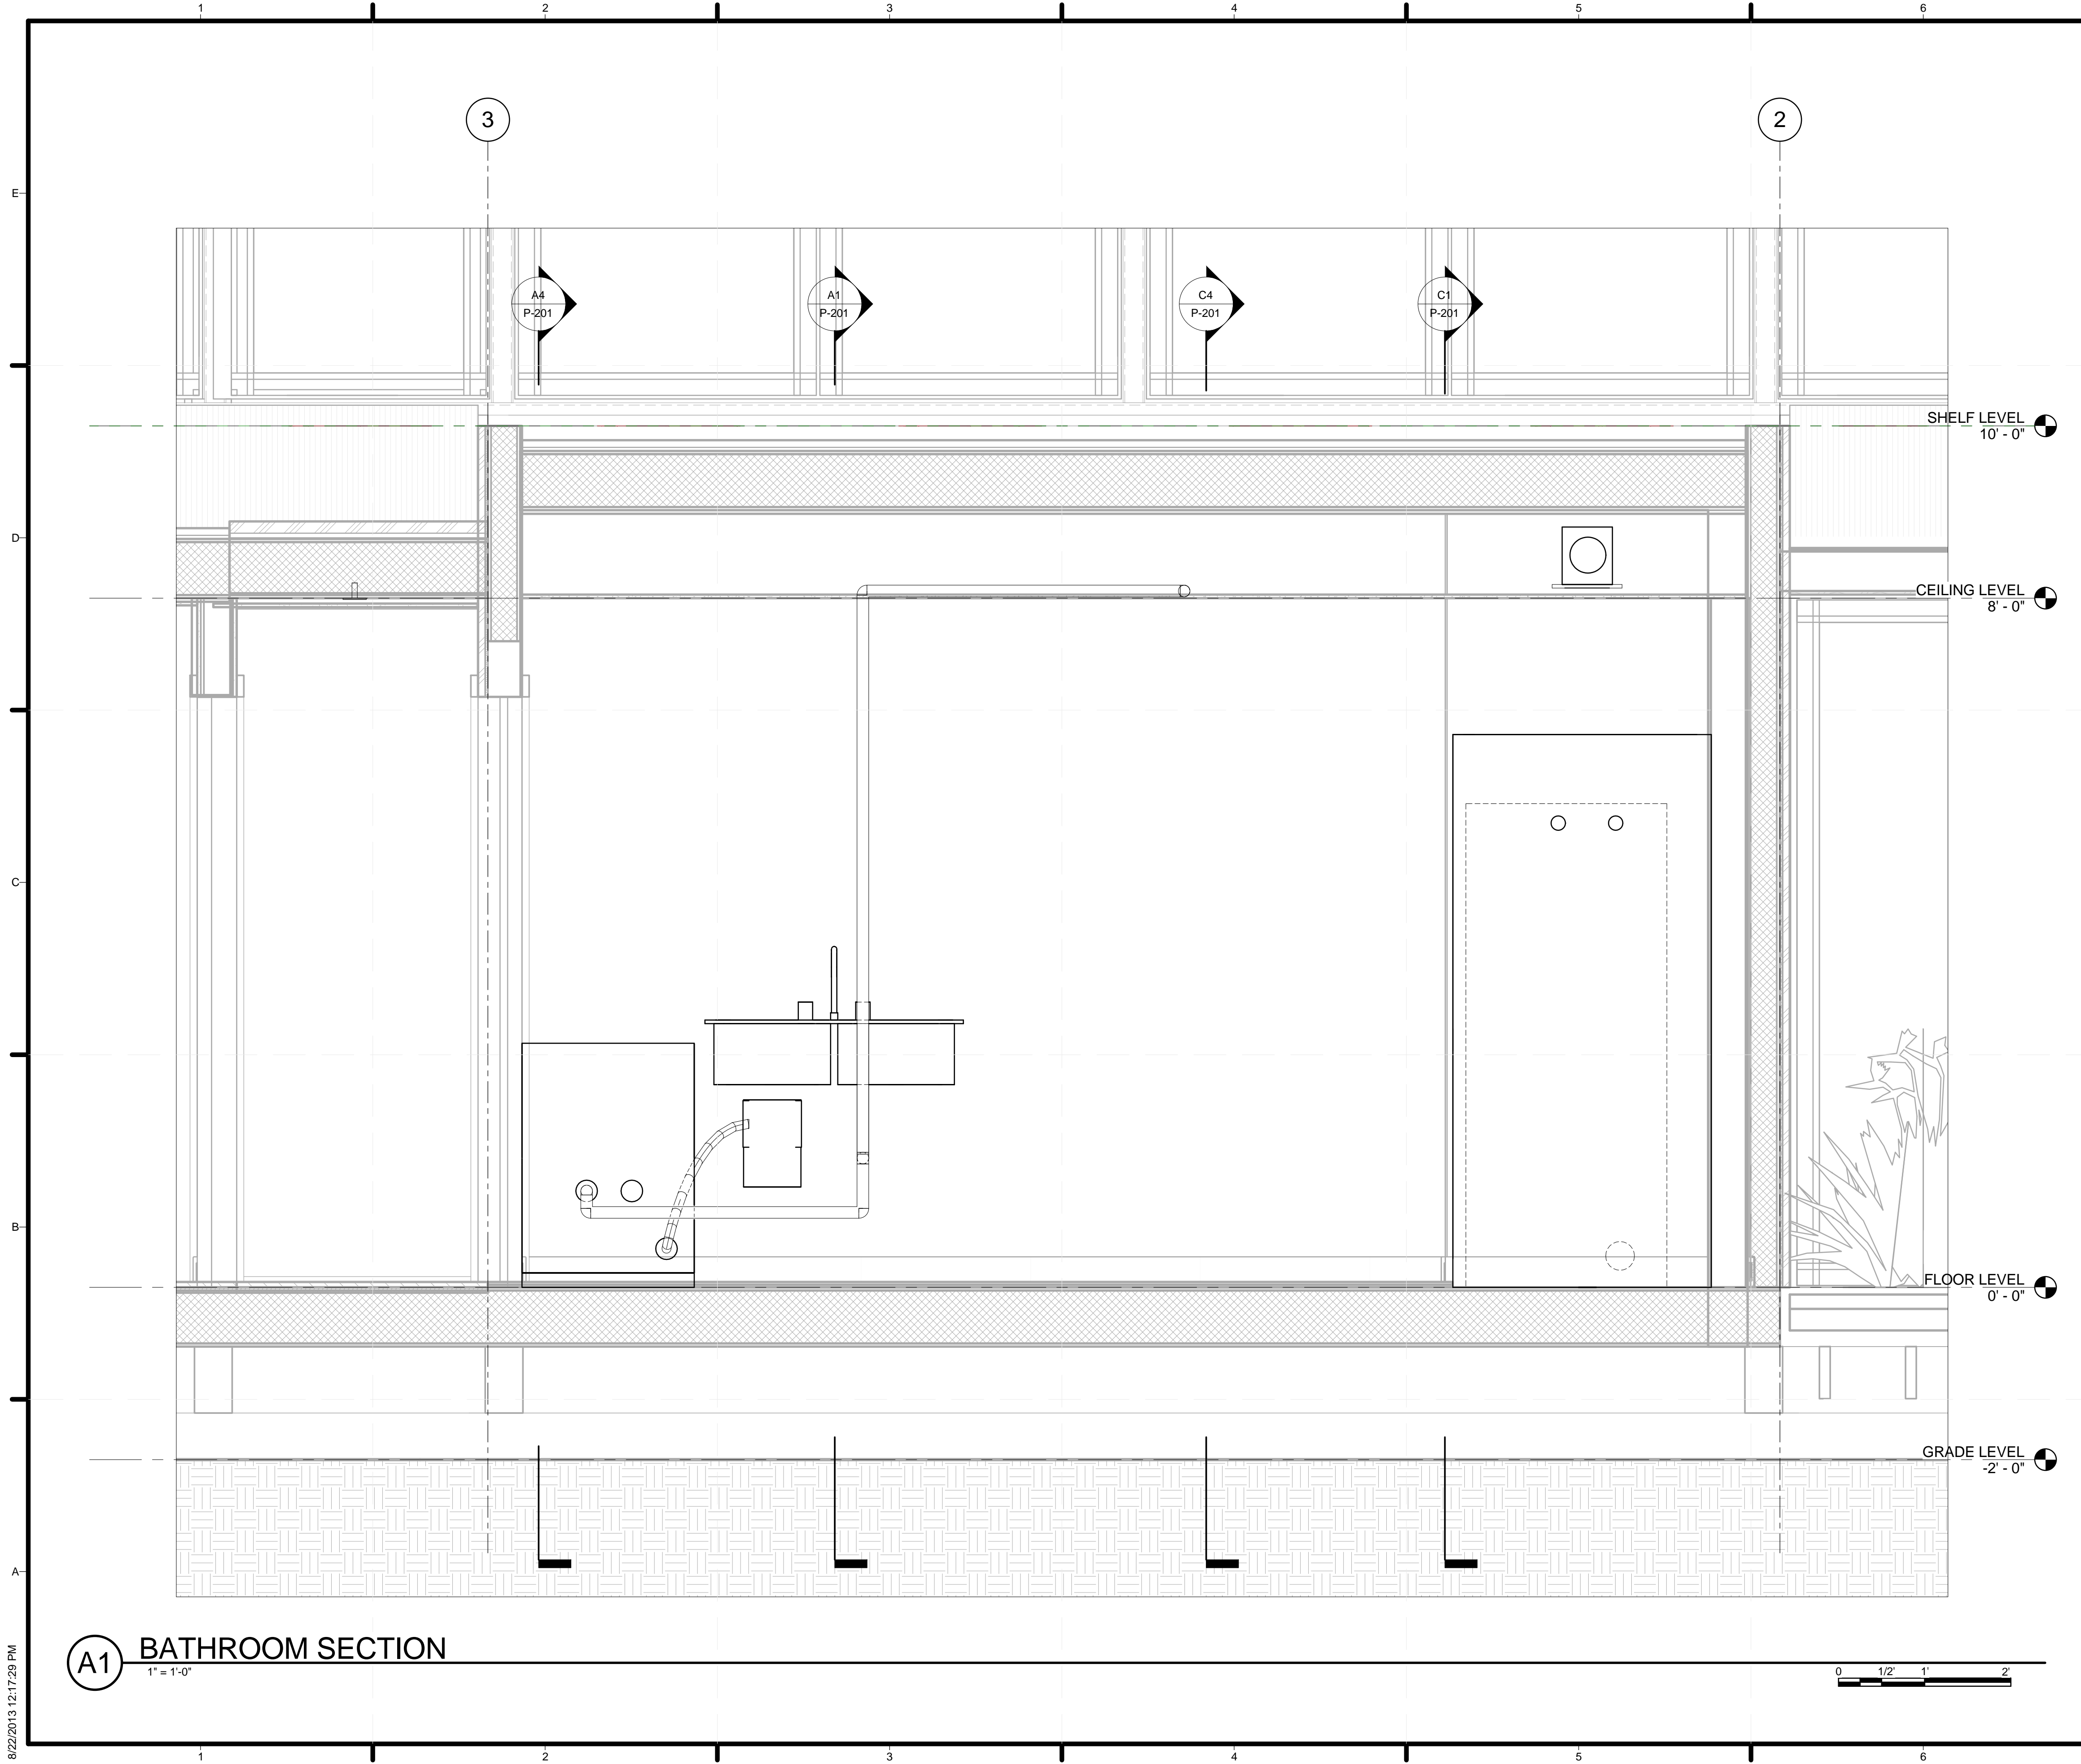 1 2 3 4 5 6
3 2
E
A4 A1 C4 C1
P-201 P-201 P-201 P-201
SHELF LEVEL
10' - 0"
D
CEILING LEVEL
8' - 0"
C
B
FLOOR LEVEL
0' - 0"
GRADE LEVEL
-2' - 0"
A
A1 BATHROOM SECTION
1" = 1'-0"
0 1/2' 1' 2'
8/22/2013 12:17:29 PM
1 2 3 4 5 6